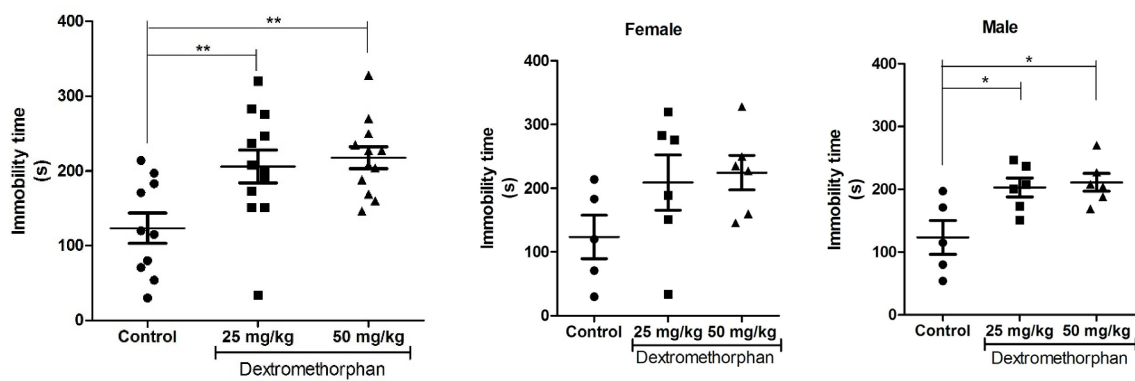 400
300
200
100
0
Immobility time
(s)
**
**
Control
25 mg/kg
50 mg/kg
Dextromethorphan
Female
400
300
200
100
0
Immobility time
(s)
Control
25 mg/kg
50 mg/kg
Dextromethorphan
Male
400
300
200
100
0
Immobility time
(s)
*
*
Control
25 mg/kg
50 mg/kg
Dextromethorphan